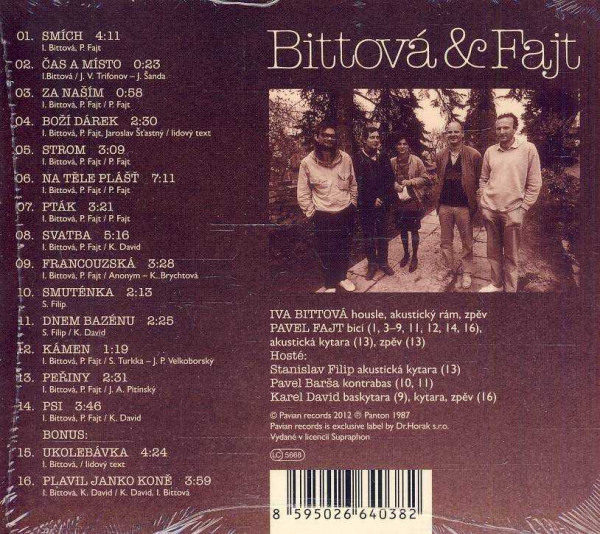 Bittová & Fajt
01. SMÍCH 4:11
I. Bittová, P. Fajt
02. ČAS A MÍSTO 0:23
I.Bittová / J. V. Trifonov – J. Šanda
03. ZA NAŠÍM 0:58
I. Bittová, P. Fajt / P. Fajt
04. BOŽÍ DÁREK 2:30
I. Bittová, P. Fajt, Jaroslav Šťastný / lidový text
05. STROM 3:09
I. Bittová, P. Fajt / P. Fajt
06. NA TĚLE PLÁŠŤ 7:11
I. Bittová, P. Fajt / P. Fajt
07. PTÁK 3:21
I. Bittová, P. Fajt / P. Fajt
08. SVATBA 5:16
I. Bittová, P. Fajt / K. David
09. FRANCOUZSKÁ 3:28
I. Bittová, P. Fajt / Anonym – K. Brychtová
10. SMUTĚNKA 2:13
S. Filip
11. DNEM BAZÉNU 2:25
S. Filip / K. David
12. KÁMEN 1:19
I. Bittová, P. Fajt / S. Turkka – J. P. Velkoborský
13. PEŘINY 2:31
I. Bittová, P. Fajt / J. A. Pitínský
14. PSI 3:46
I. Bittová, P. Fajt / K. David
BONUS:
15. UKOLEBÁVKA 4:24
I. Bittová, / lidový text
16. PLAVIL JANKO KONĚ 3:59
I. Bittová, K. David / K. David, I. Bittová
IVA BITTOVÁ housle, akustický rám, zpěv
PAVEL FAJT bicí (1, 3–9, 11, 12, 14, 16),
akustická kytara (13), zpěv (13)
Hosté:
Stanislav Filip akustická kytara (13)
Pavel Barša kontrabas (10, 11)
Karel David baskytara (9), kytara, zpěv (16)
© Pavian records 2012 ℗ Panton 1987
Pavian records is exclusive label by Dr.Horak s.r.o.
Vydané v licencii Supraphon
LC 5668
8 595026 640382